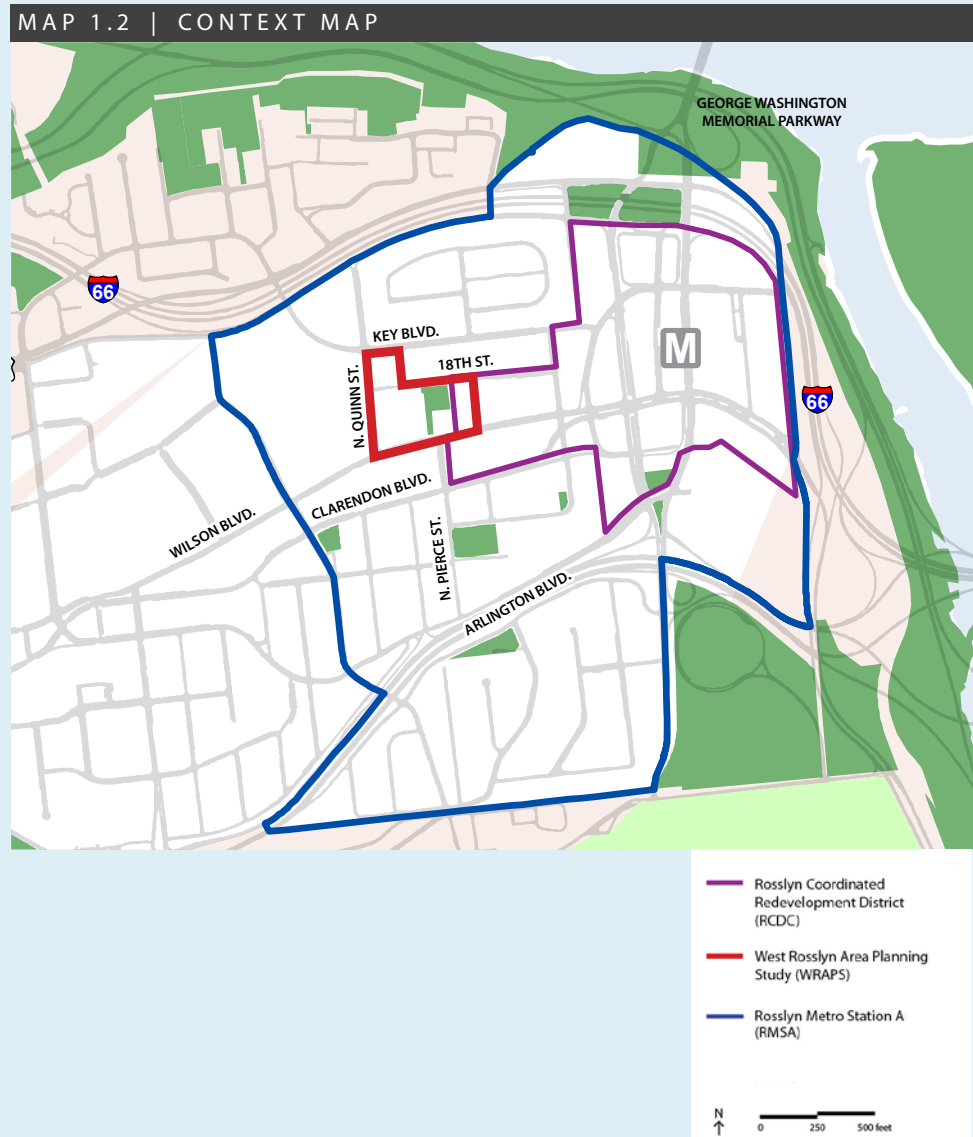 MAP 1.2 | CONTEXT MAP
GEORGE WASHINGTON
MEMORIAL PARKWAY
66
KEY BLVD.
M
18TH ST.
66
N. QUINN ST.
CLARENDON BLVD.
WILSON BLVD.
N. PIERCE ST.
ARLINGTON BLVD.
Rosslyn Coordinated
Redevelopment District
(RCDC)
West Rosslyn Area Planning
Study (WRAPS)
Rosslyn Metro Station A
(RMSA)
N
0 250 500 feet